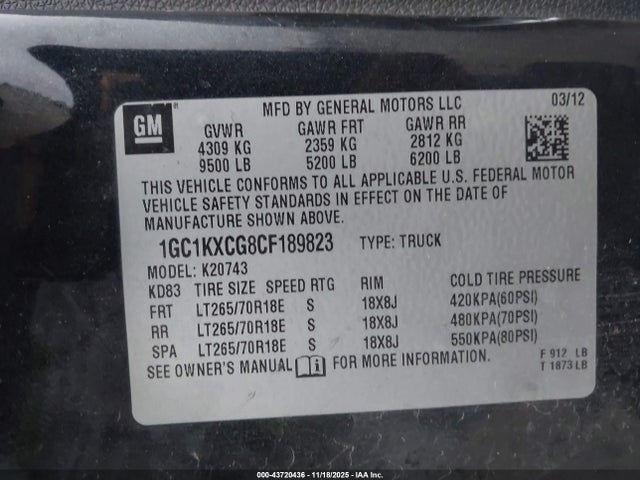 GM
MFD BY GENERAL MOTORS LLC 03/12
GVWR GAWR FRT GAWR RR
4309 KG 2359 KG 2812 KG
9500 LB 5200 LB 6200 LB
THIS VEHICLE CONFORMS TO ALL APPLICABLE U.S. FEDERAL MOTOR
VEHICLE SAFETY STANDARDS IN EFFECT ON THE DATE OF
MANUFACTURE SHOWN ABOVE.
1GC1KXCG8CF189823 TYPE: TRUCK
MODEL: K20743
KD83 TIRE SIZE SPEED RTG RIM COLD TIRE PRESSURE
FRT LT265/70R18E S 18X8J 420KPA(60PSI)
RR LT265/70R18E S 18X8J 480KPA(70PSI)
SPA LT265/70R18E S 18X8J 550KPA(80PSI)
SEE OWNER'S MANUAL i FOR MORE INFORMATION.
F 912 LB
T 1873 LB
000-43720436 - 11/18/2025 - IAA Inc.